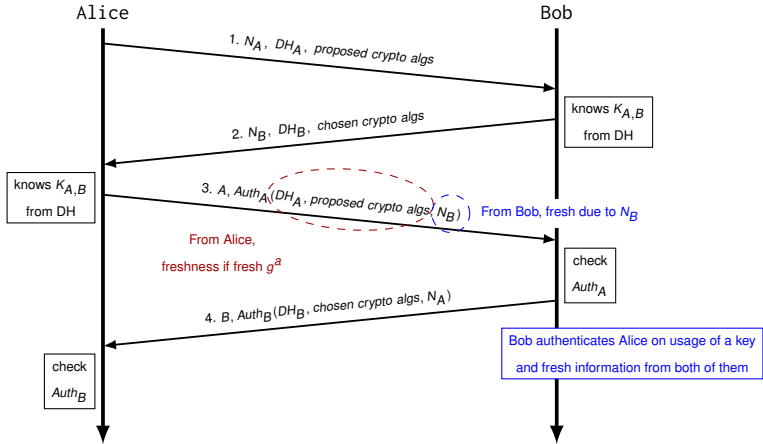 Alice
Bob
1. N_A, DH_A, proposed crypto algs
knows K_{A,B}
from DH
2. N_B, DH_B, chosen crypto algs
knows K_{A,B}
from DH
3. A, Auth_A(DH_A, proposed crypto algs, N_B)
From Bob, fresh due to N_B
From Alice,
freshness if fresh g^a
check
Auth_A
4. B, Auth_B(DH_B, chosen crypto algs, N_A)
Bob authenticates Alice on usage of a key
and fresh information from both of them
check
Auth_B